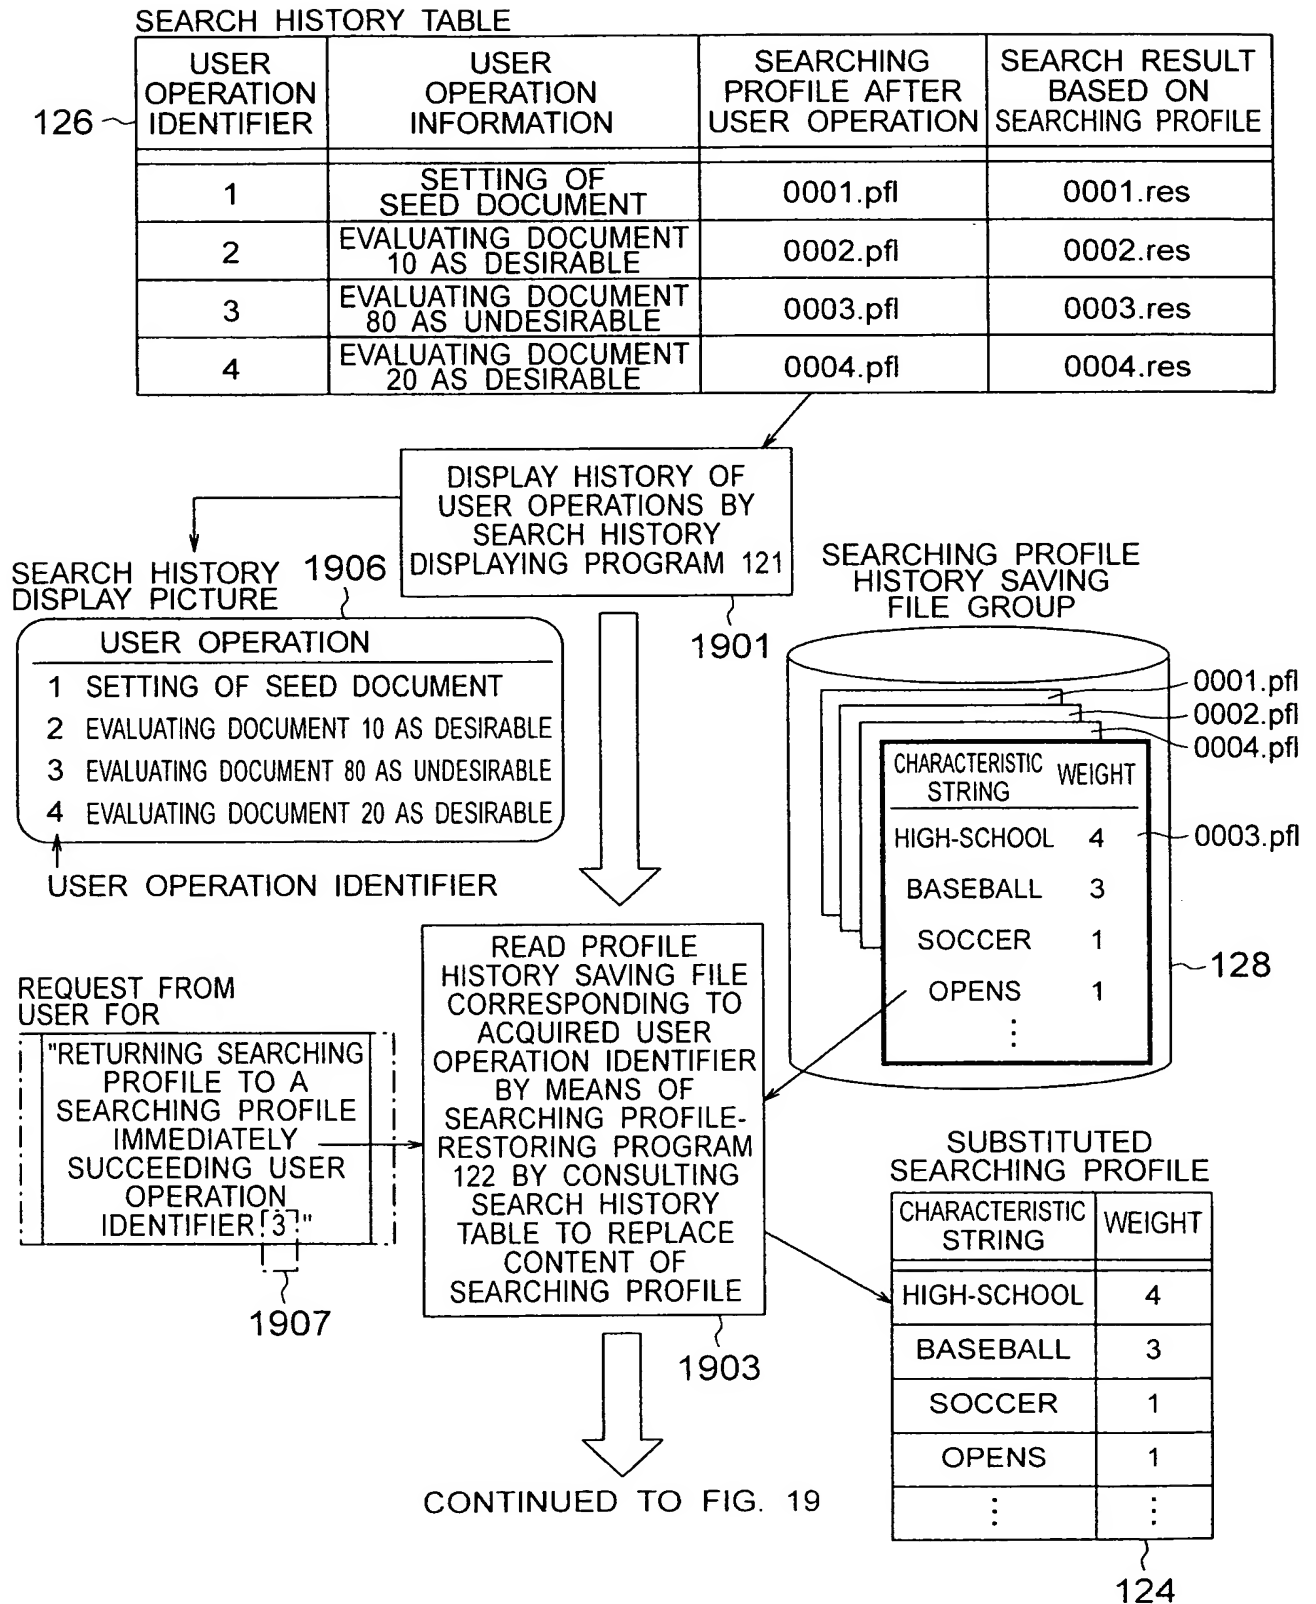 SEARCH HISTORY TABLE
USER
OPERATION
IDENTIFIER
USER
OPERATION
INFORMATION
SEARCHING
PROFILE AFTER
USER OPERATION
SEARCH RESULT
BASED ON
SEARCHING PROFILE
126
1
SETTING OF
SEED DOCUMENT
0001.pfl
0001.res
2
EVALUATING DOCUMENT
10 AS DESIRABLE
0002.pfl
0002.res
3
EVALUATING DOCUMENT
80 AS UNDESIRABLE
0003.pfl
0003.res
4
EVALUATING DOCUMENT
20 AS DESIRABLE
0004.pfl
0004.res
DISPLAY HISTORY OF
USER OPERATIONS BY
SEARCH HISTORY
DISPLAYING PROGRAM 121
1901
SEARCH HISTORY
DISPLAY PICTURE
1906
USER OPERATION
1 SETTING OF SEED DOCUMENT
2 EVALUATING DOCUMENT 10 AS DESIRABLE
3 EVALUATING DOCUMENT 80 AS UNDESIRABLE
4 EVALUATING DOCUMENT 20 AS DESIRABLE
USER OPERATION IDENTIFIER
SEARCHING PROFILE
HISTORY SAVING
FILE GROUP
0001.pfl
0002.pfl
0004.pfl
CHARACTERISTIC
STRING
WEIGHT
HIGH-SCHOOL 4
0003.pfl
BASEBALL 3
SOCCER 1
OPENS 1
⋮
128
REQUEST FROM
USER FOR
"RETURNING SEARCHING
PROFILE TO A
SEARCHING PROFILE
IMMEDIATELY
SUCCEEDING USER
OPERATION
IDENTIFIER 3 "
1907
READ PROFILE
HISTORY SAVING FILE
CORRESPONDING TO
ACQUIRED USER
OPERATION IDENTIFIER
BY MEANS OF
SEARCHING PROFILE-
RESTORING PROGRAM
122 BY CONSULTING
SEARCH HISTORY
TABLE TO REPLACE
CONTENT OF
SEARCHING PROFILE
1903
SUBSTITUTED
SEARCHING PROFILE
CHARACTERISTIC
STRING
WEIGHT
HIGH-SCHOOL 4
BASEBALL 3
SOCCER 1
OPENS 1
⋮ ⋮
124
CONTINUED TO FIG. 19